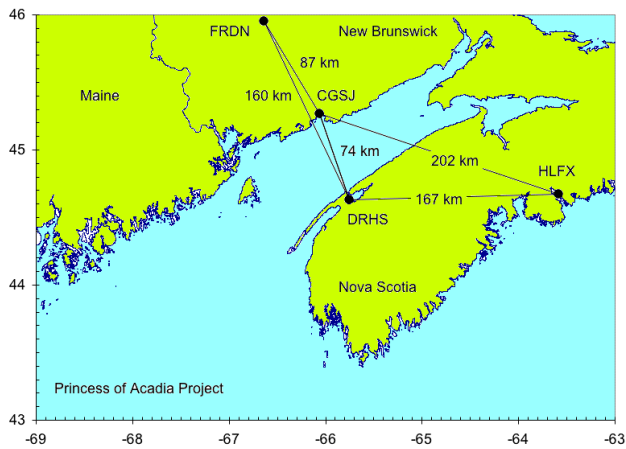 46
FRDN
New Brunswick
87 km
Maine
160 km
CGSJ
45
74 km
202 km
HLFX
167 km
DRHS
44
Nova Scotia
Princess of Acadia Project
43
-69
-68
-67
-66
-65
-64
-63